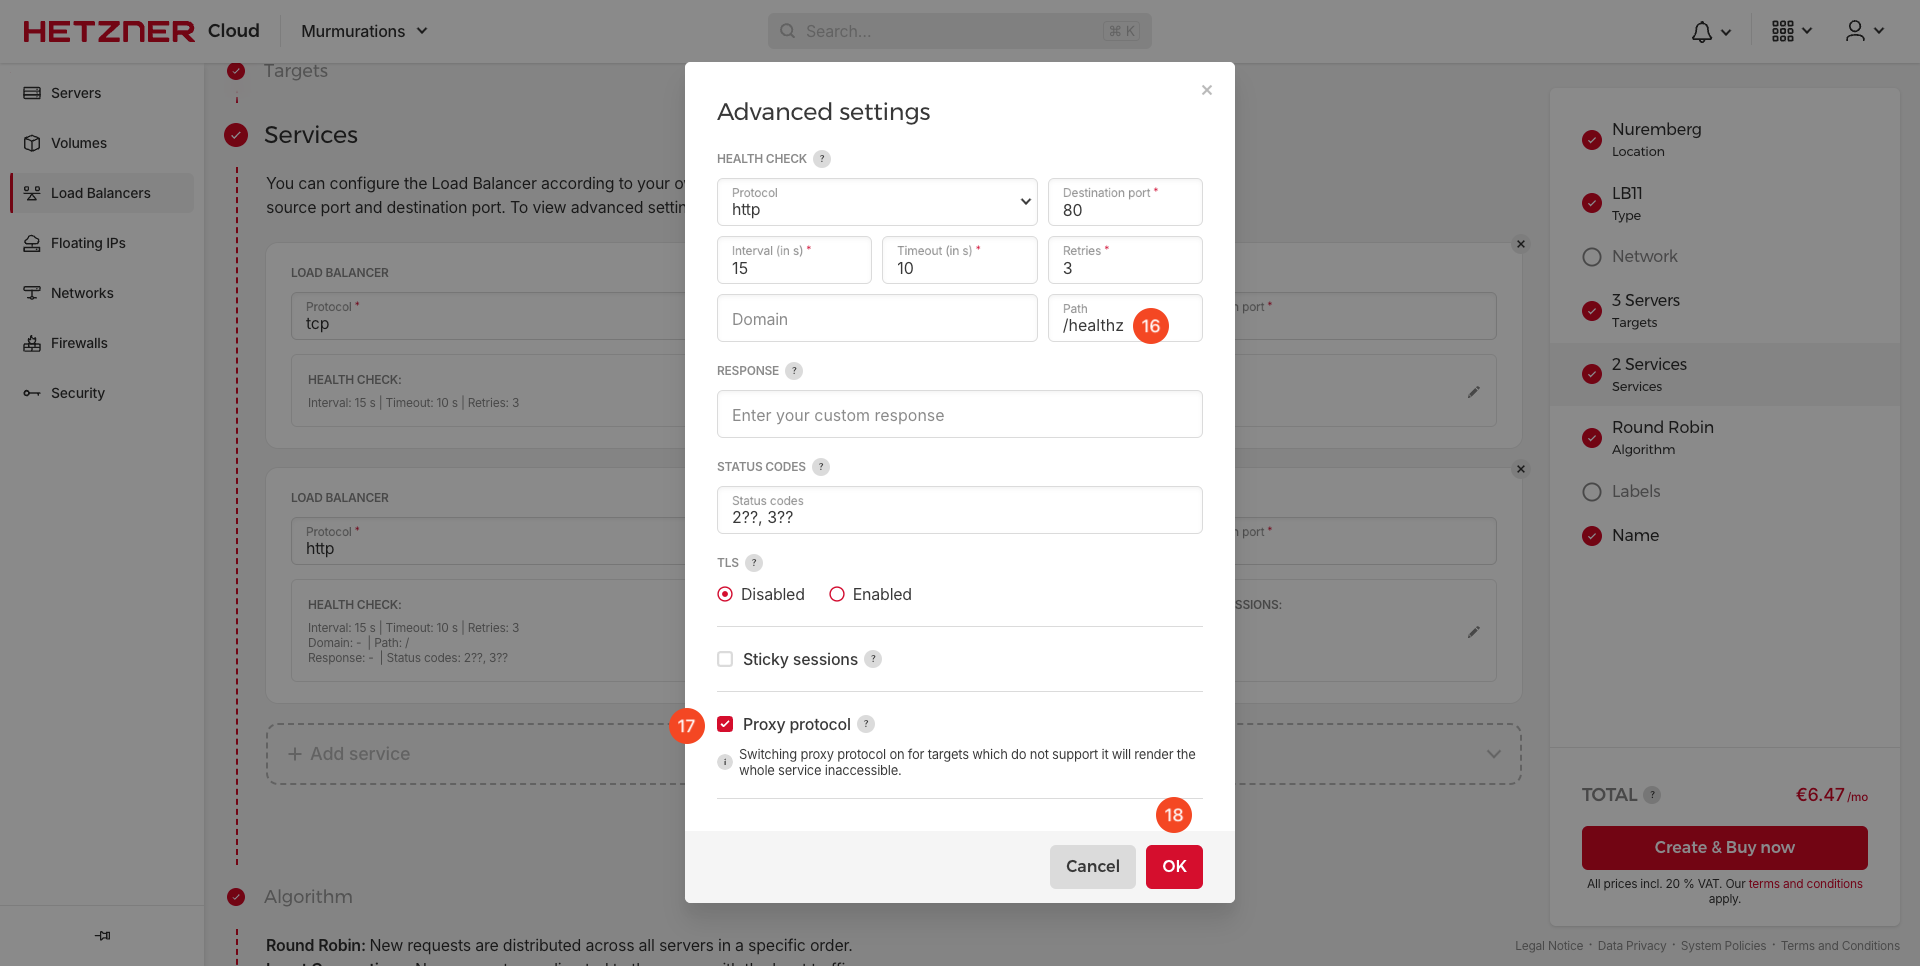 HETZNER Cloud
Murmurations
Search...
⌘ K
Servers
Volumes
Load Balancers
Floating IPs
Networks
Firewalls
Security
Targets
Services
You can configure the Load Balancer according to your
source port and destination port. To view advanced
LOAD BALANCER
Protocol *
tcp
port *
HEALTH CHECK:
Interval: 15 s | Timeout: 10 s | Retries: 3
LOAD BALANCER
Protocol *
http
port *
HEALTH CHECK:
Interval: 15 s | Timeout: 10 s | Retries: 3
Domain: - | Path: /
Response: - | Status codes: 2??, 3??
SSIONS:
+ Add service
Algorithm
Round Robin: New requests are distributed across all servers in a specific order.
Advanced settings
×
HEALTH CHECK ?
Protocol
http
Destination port *
80
Interval (in s) *
15
Timeout (in s) *
10
Retries *
3
Domain
Path
/healthz
16
RESPONSE ?
Enter your custom response
STATUS CODES ?
Status codes
2??, 3??
TLS ?
Disabled
Enabled
Sticky sessions ?
17
Proxy protocol ?
i Switching proxy protocol on for targets which do not support it will render the
whole service inaccessible.
18
Cancel
OK
Nuremberg
Location
LB11
Type
Network
3 Servers
Targets
2 Services
Services
Round Robin
Algorithm
Labels
Name
TOTAL ?
€6.47/mo
Create & Buy now
All prices incl. 20 % VAT. Our terms and conditions
apply.
Legal Notice · Data Privacy · System Policies · Terms and Conditions